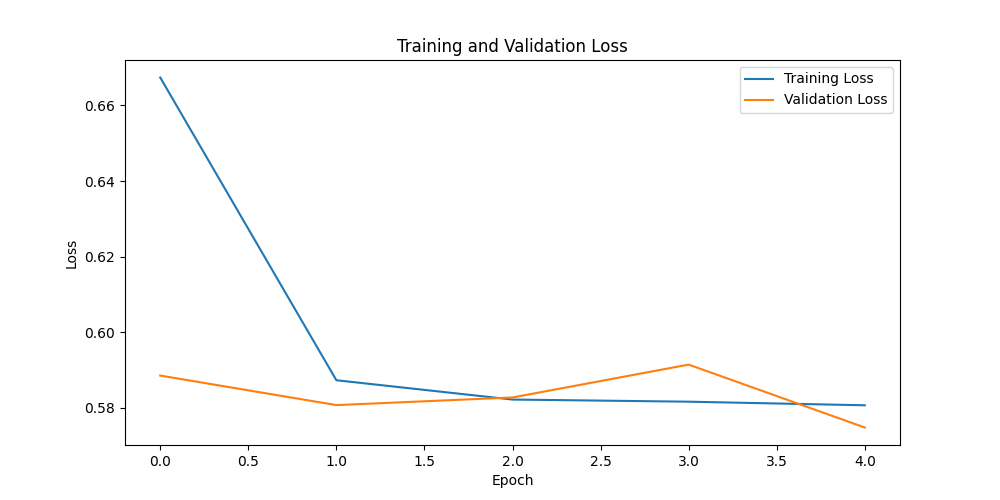 Training and Validation Loss
Training Loss
Validation Loss
0.66
0.64
0.62
0.60
0.58
Loss
0.0 0.5 1.0 1.5 2.0 2.5 3.0 3.5 4.0
Epoch